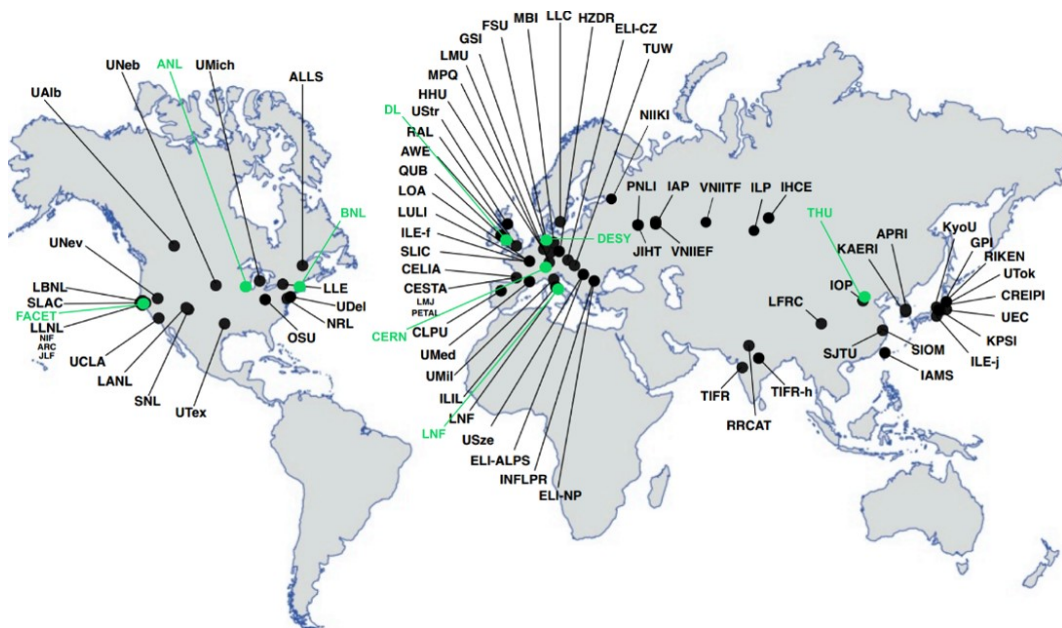 UAlb
UNeb
ANL
UMich
ALLS
BNL
UNev
LBNL
SLAC
FACET
LLNL
NIF
ARC
JLF
UCLA
LANL
SNL
UTex
OSU
NRL
UDel
LLE
LLC
MBI
HZDR
FSU
ELI-CZ
GSI
TUW
LMU
MPQ
HHU
DL
UStr
RAL
AWE
QUB
LOA
LULI
ILE-f
SLIC
CELIA
CESTA
LMJ
PETAL
CLPU
CERN
UMed
UMil
ILIL
LNF
LNF
USze
ELI-ALPS
INFLPR
ELI-NP
DESY
NIIKI
PNLI
IAP
VNIITF
ILP
IHCE
JIHT
VNIIEF
THU
KAERI
APRI
KyoU
GPI
RIKEN
UTok
CREIPI
UEC
KPSI
ILE-j
IOP
LFRC
SJTU
SIOM
IAMS
TIFR
TIFR-h
RRCAT